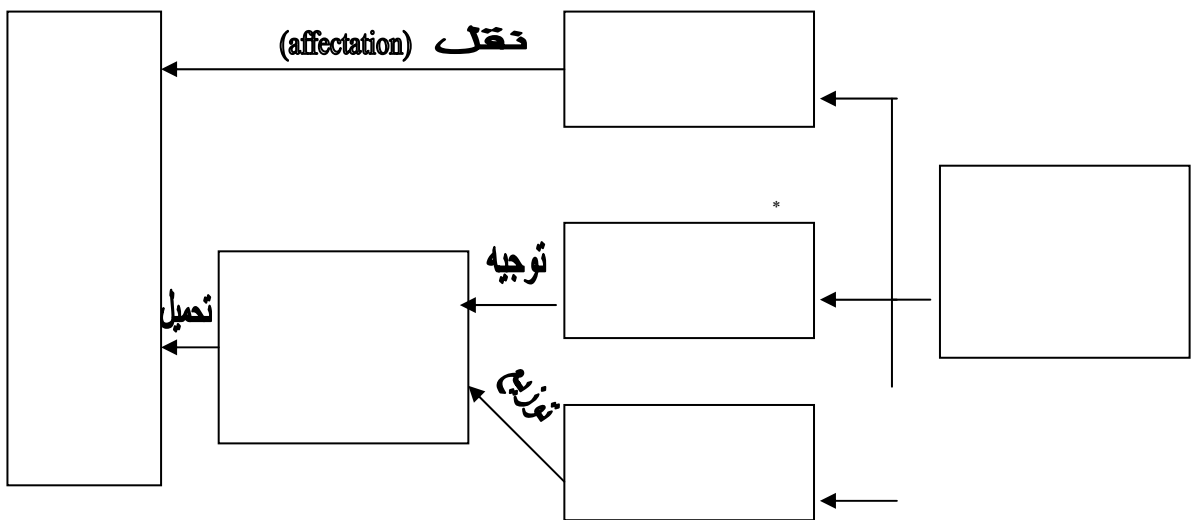 نقل (affectation)
*
توجيه
تحميل
توزيع